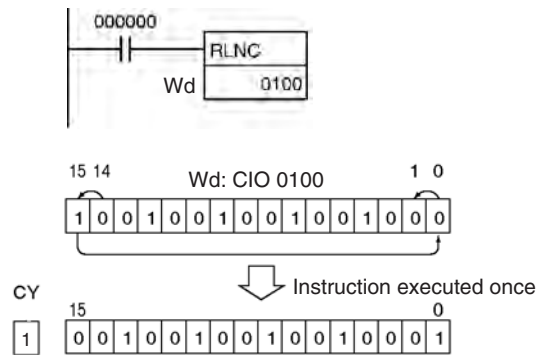 000000
RLNC
Wd 0100
15 14 1 0
Wd: CIO 0100
1 0 0 1 0 0 1 0 0 1 0 0 1 0 0 0
Instruction executed once
CY 15 0
1 0 0 1 0 0 1 0 0 1 0 0 1 0 0 0 1